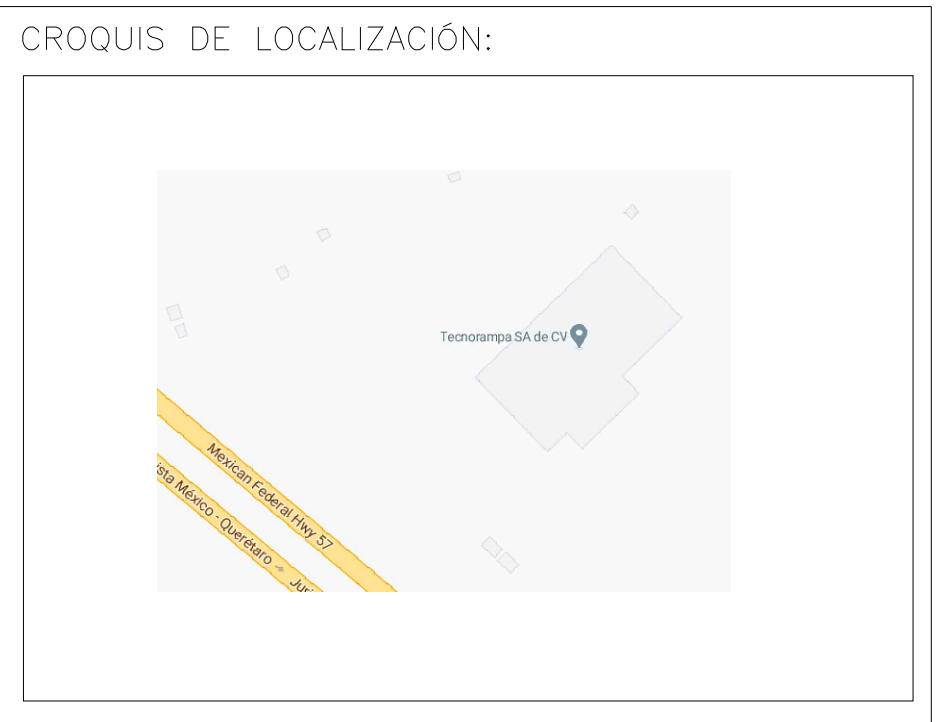 CROQUIS DE LOCALIZACIÓN:
Tecnorampa SA de CV
Mexican Federal Hwy 57
ista México - Querétaro